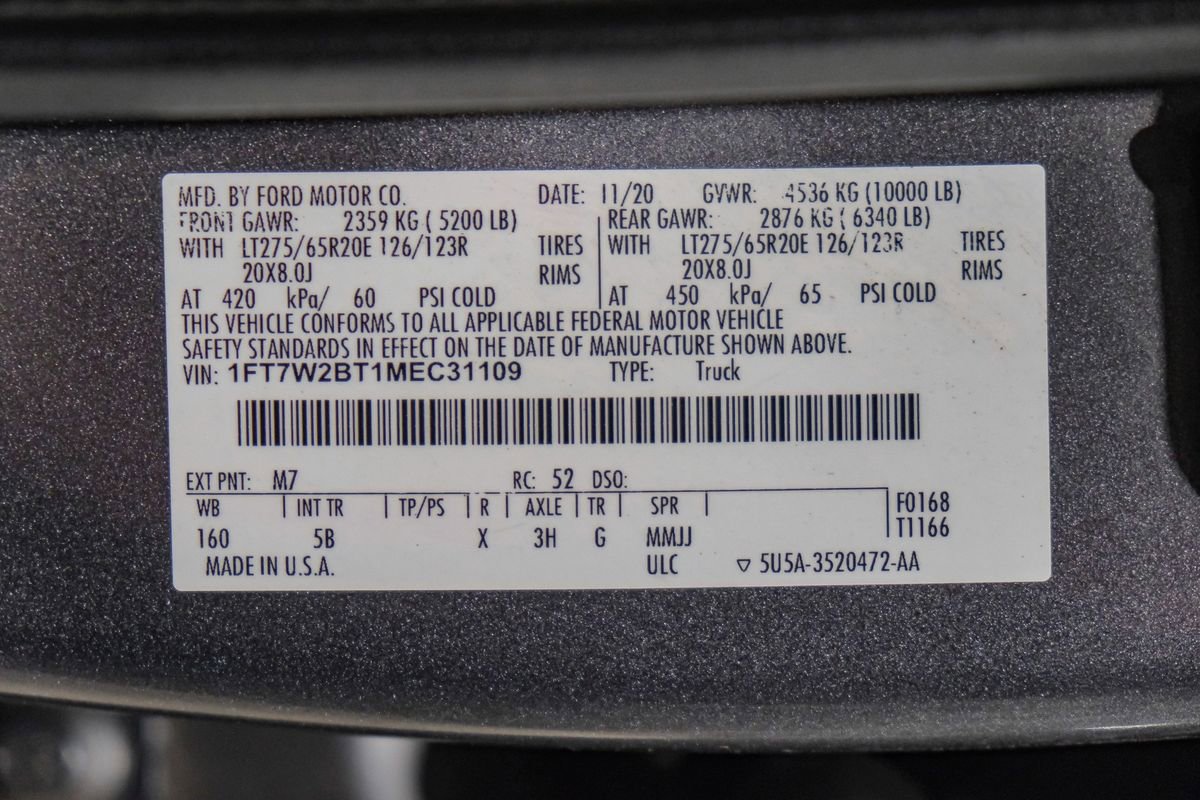 MFD. BY FORD MOTOR CO. DATE: 11/20 GVWR: 4536 KG (10000 LB)
FRONT GAWR: 2359 KG ( 5200 LB) REAR GAWR: 2876 KG ( 6340 LB)
WITH LT275/65R20E 126/123R TIRES WITH LT275/65R20E 126/123R TIRES
20X8.0J RIMS 20X8.0J RIMS
AT 420 kPa/ 60 PSI COLD AT 450 kPa/ 65 PSI COLD
THIS VEHICLE CONFORMS TO ALL APPLICABLE FEDERAL MOTOR VEHICLE
SAFETY STANDARDS IN EFFECT ON THE DATE OF MANUFACTURE SHOWN ABOVE.
VIN: 1FT7W2BT1MEC31109 TYPE: Truck
EXT PNT: M7 RC: 52 DSO:
WB INT TR TP/PS R AXLE TR SPR F0168
T1166
160 5B X 3H G MMJJ
MADE IN U.S.A. ULC ▽ 5U5A-3520472-AA